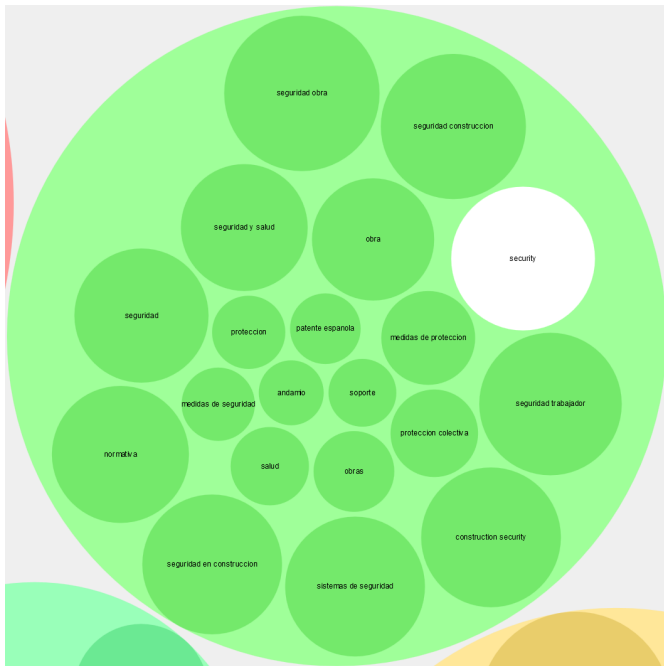 seguridad obra
seguridad construccion
seguridad y salud
obra
security
seguridad
proteccion
patente espanola
medidas de proteccion
andamio
soporte
medidas de seguridad
seguridad trabajador
proteccion colectiva
normativa
salud
obras
construction security
seguridad en construccion
sistemas de seguridad